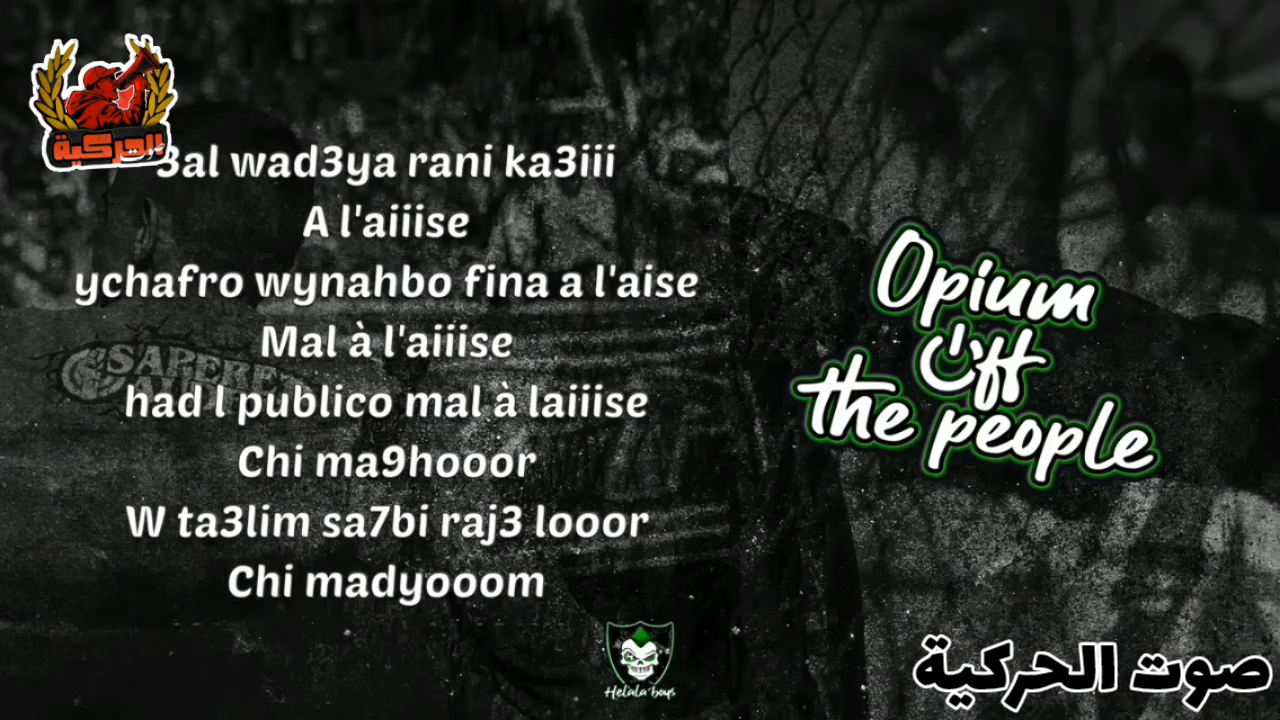 الحركية
3al wad3ya rani ka3iii
A l'aiiise
ychafro wynahbo fina a l'aise
Mal à l'aiiise
had l publico mal à laiiise
Chi ma9hooor
W ta3lim sa7bi raj3 looor
Chi madyooom
SAPERE
Opium
Off
the people
Helala boys
صوت الحركية